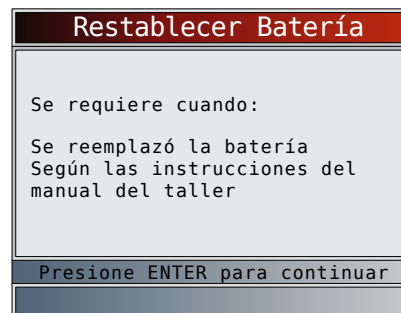 Restablecer Batería
Se requiere cuando:
Se reemplazó la batería
Según las instrucciones del
manual del taller
Presione ENTER para continuar